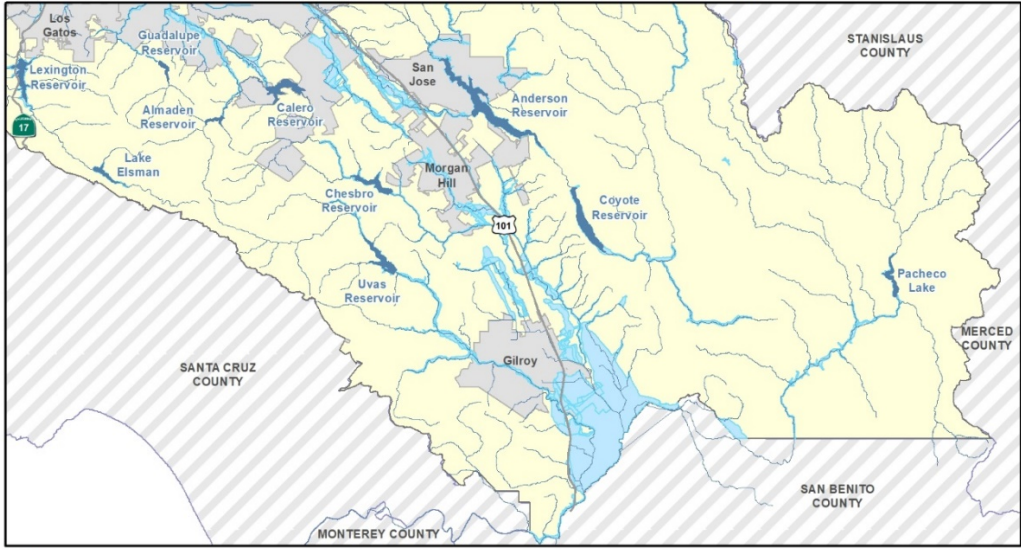 Los
Gatos
Guadalupe
Reservoir
STANISLAUS
COUNTY
Lexington
Reservoir
San
Jose
Anderson
Reservoir
Almaden
Reservoir
Calero
Reservoir
17
Lake
Elsman
Morgan
Hill
Chesbro
Reservoir
Coyote
Reservoir
101
Uvas
Reservoir
Pacheco
Lake
MERCED
COUNTY
Gilroy
SANTA CRUZ
COUNTY
SAN BENITO
COUNTY
MONTEREY COUNTY